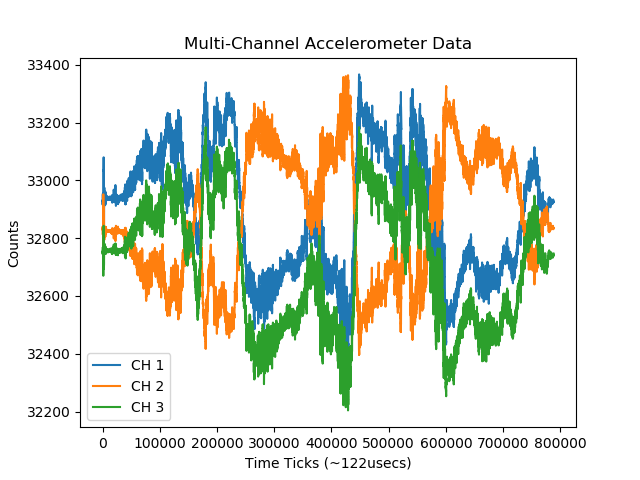 Multi-Channel Accelerometer Data
33400
33200
33000
32800
32600
32400
32200
Counts
CH 1
CH 2
CH 3
0 100000 200000 300000 400000 500000 600000 700000 800000
Time Ticks (~122usecs)